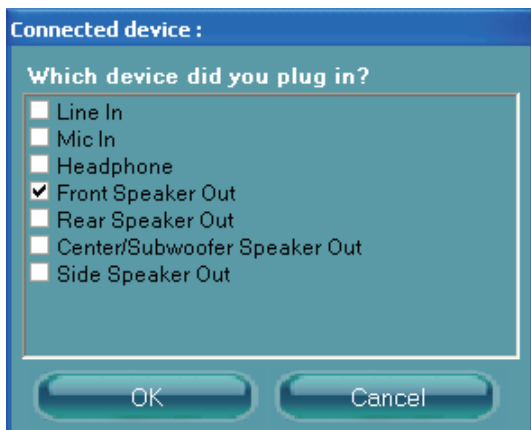 Connected device :
Which device did you plug in?
Line In
Mic In
Headphone
Front Speaker Out
Rear Speaker Out
Center/Subwoofer Speaker Out
Side Speaker Out
OK
Cancel